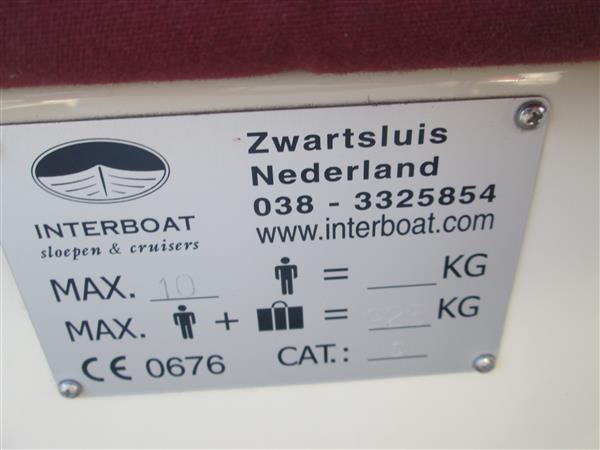 Zwartsluis
Nederland
038 - 3325854
www.interboat.com
INTERBOAT
sloepen & cruisers
MAX. 10 = KG
MAX. + = KG
CE 0676 CAT.: